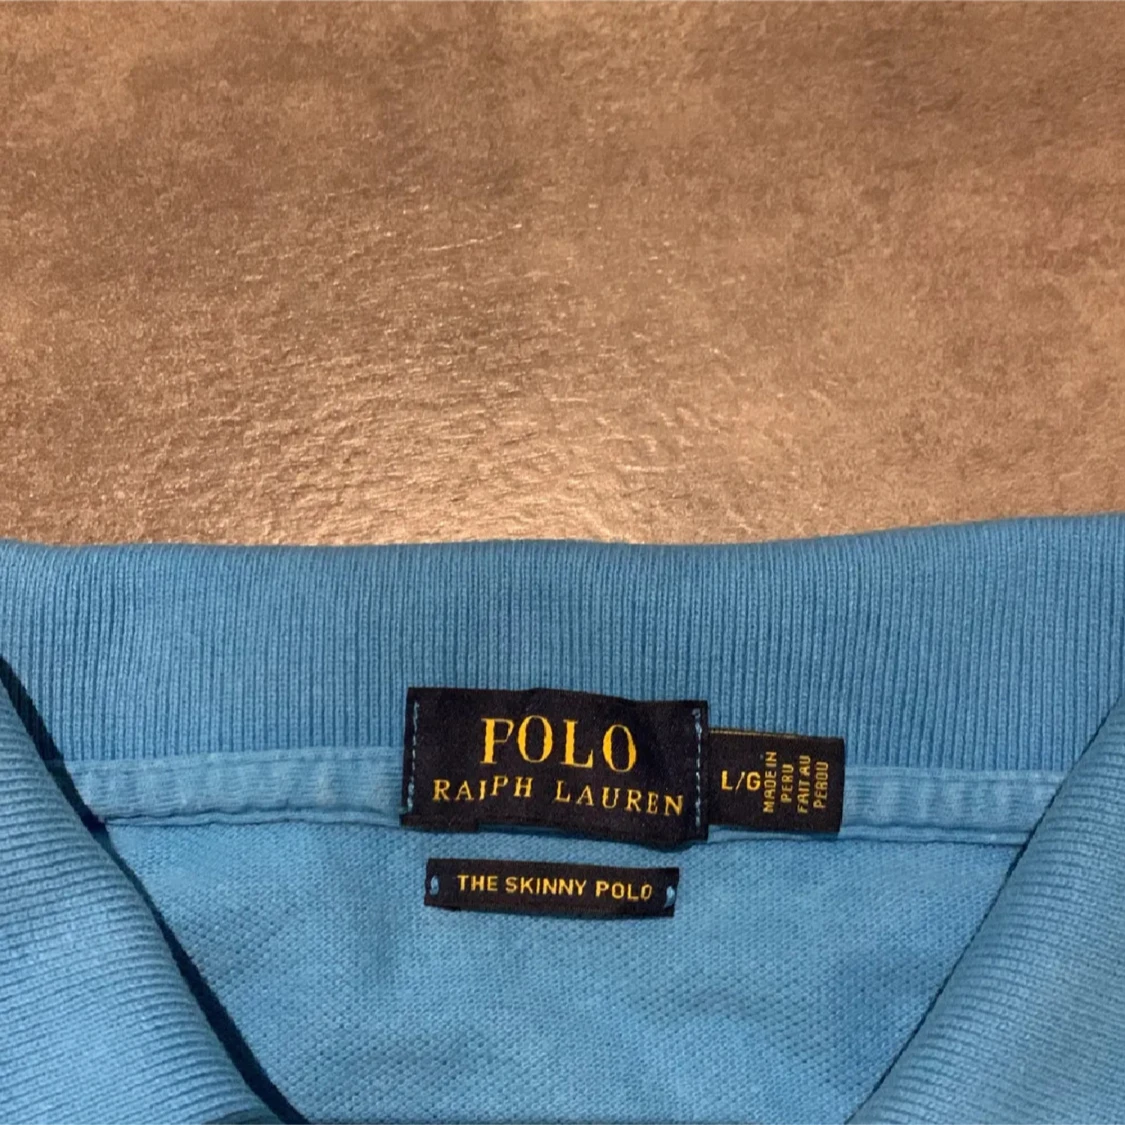 POLO
RALPH LAUREN
L/G
MADE IN
PERU
FAIT AU
PEROU
THE SKINNY POLO